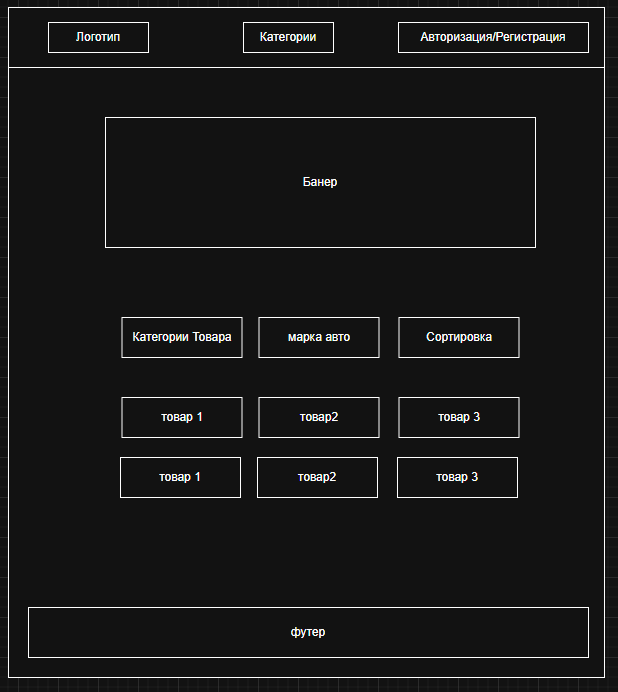 Логотип
Категории
Авторизация/Регистрация
Банер
Категории Товара
марка авто
Сортировка
товар 1
товар2
товар 3
товар 1
товар2
товар 3
футер